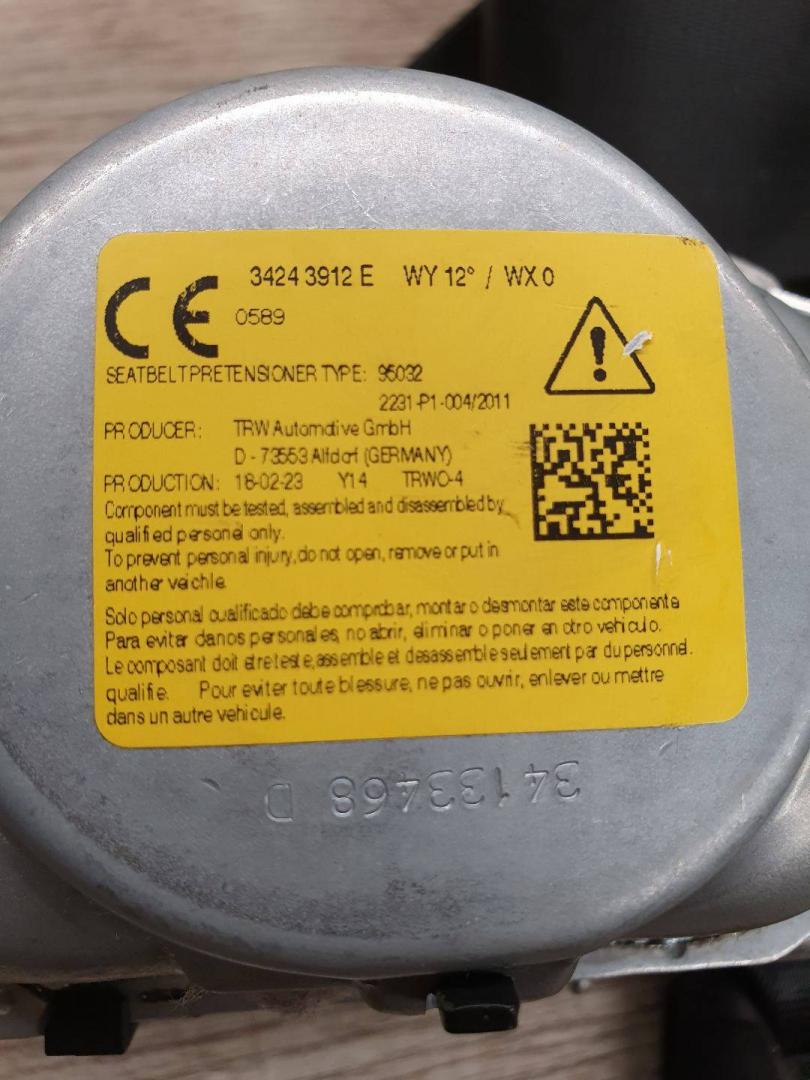 CE
3424 3912 E WY 12° / WX 0
0589
SEATBELT PRETENSIONER TYPE: 95032
2231-P1-004/2011
PRODUCER: TRW Automotive GmbH
D - 73553 Alfdorf (GERMANY)
PRODUCTION: 18-02-23 Y14 TRWO-4
Component must be tested, assembled and disassembled by
qualified personel only.
To prevent personal injury, do not open, remove or put in
another veichle.
Solo personal cualificado debe comprobar, montar o desmontar este componente
Para evitar danos personales, no abrir, eliminar o poner en otro vehiculo.
Le composant doit etre teste, assemble et desassemble seulement par du personnel.
qualifie. Pour eviter toute blessure, ne pas ouvrir, enlever ou mettre
dans un autre vehicule.
34133468 D